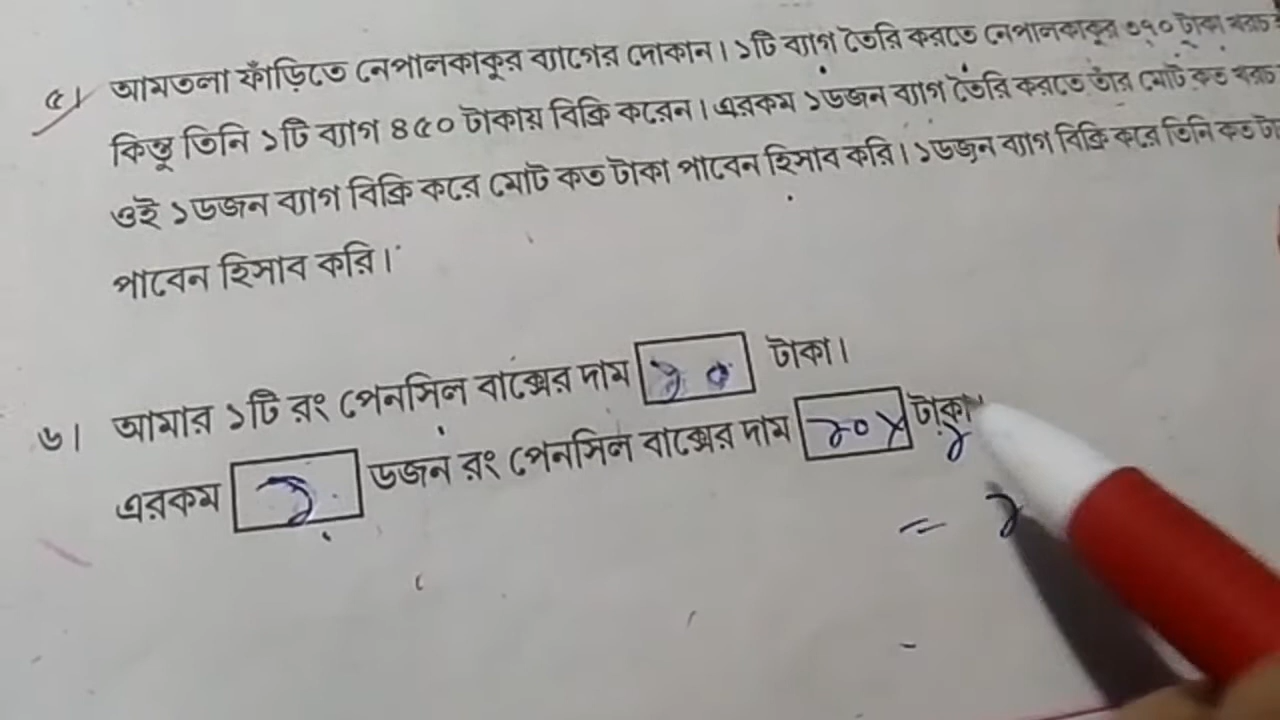 ৫। আমতলা ফাঁড়িতে নেপালকাকুর ব্যাগের দোকান। ১টি ব্যাগ তৈরি করতে নেপালকাকুর ৩৭০ টাকা খরচ
কিন্তু তিনি ১টি ব্যাগ ৪৫০ টাকায় বিক্রি করেন। এরকম ১ডজন ব্যাগ তৈরি করতে তাঁর মোট কত খরচ
ওই ১ডজন ব্যাগ বিক্রি করে মোট কত টাকা পাবেন হিসাব করি। ১ডজন ব্যাগ বিক্রি করে তিনি কত
পাবেন হিসাব করি।
৬। আমার ১টি রং পেনসিল বাক্সের দাম টাকা।
এরকম ডজন রং পেনসিল বাক্সের দাম টাকা
=